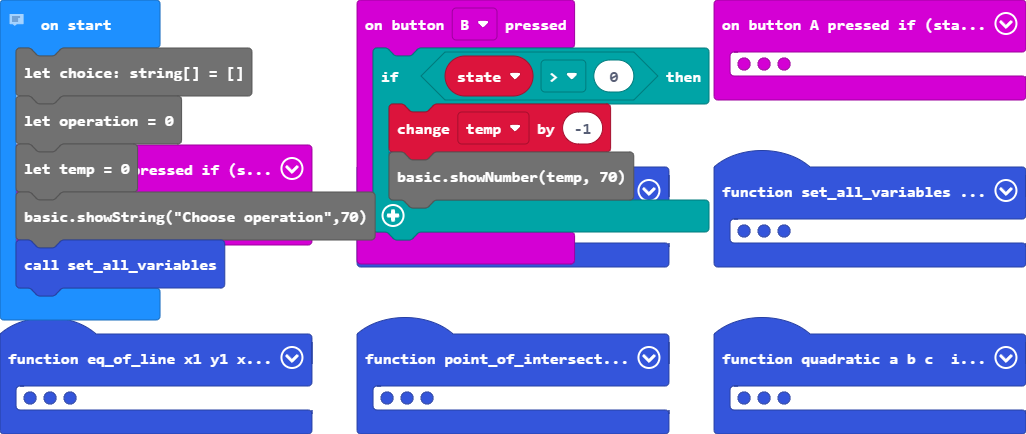 on start
let choice: string[] = []
let operation = 0
let temp = 0
pressed if (s...
basic.showString("Choose operation",70)
call set_all_variables
on button B pressed
if state > 0 then
change temp by -1
basic.showNumber(temp, 70)
on button A pressed if (sta...
function set_all_variables ...
function eq_of_line x1 y1 x...
function point_of_intersect...
function quadratic a b c i...